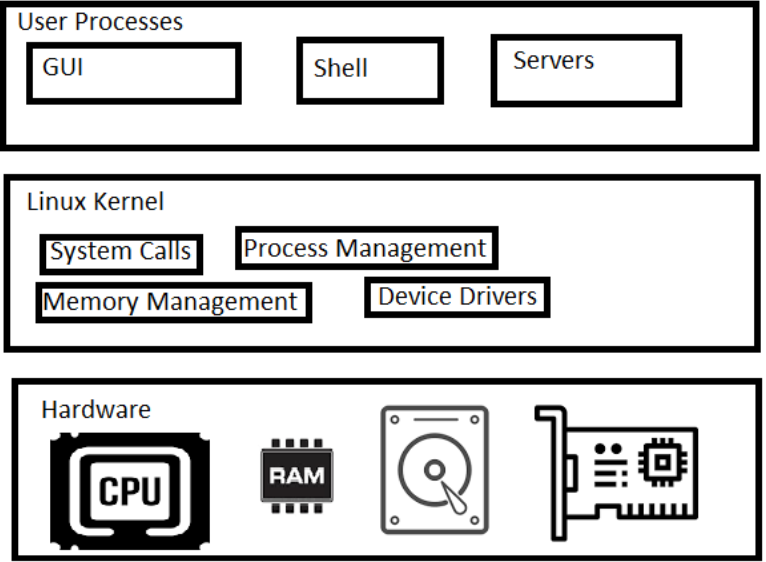 User Processes
GUI
Shell
Servers
Linux Kernel
System Calls
Process Management
Memory Management
Device Drivers
Hardware
CPU
RAM